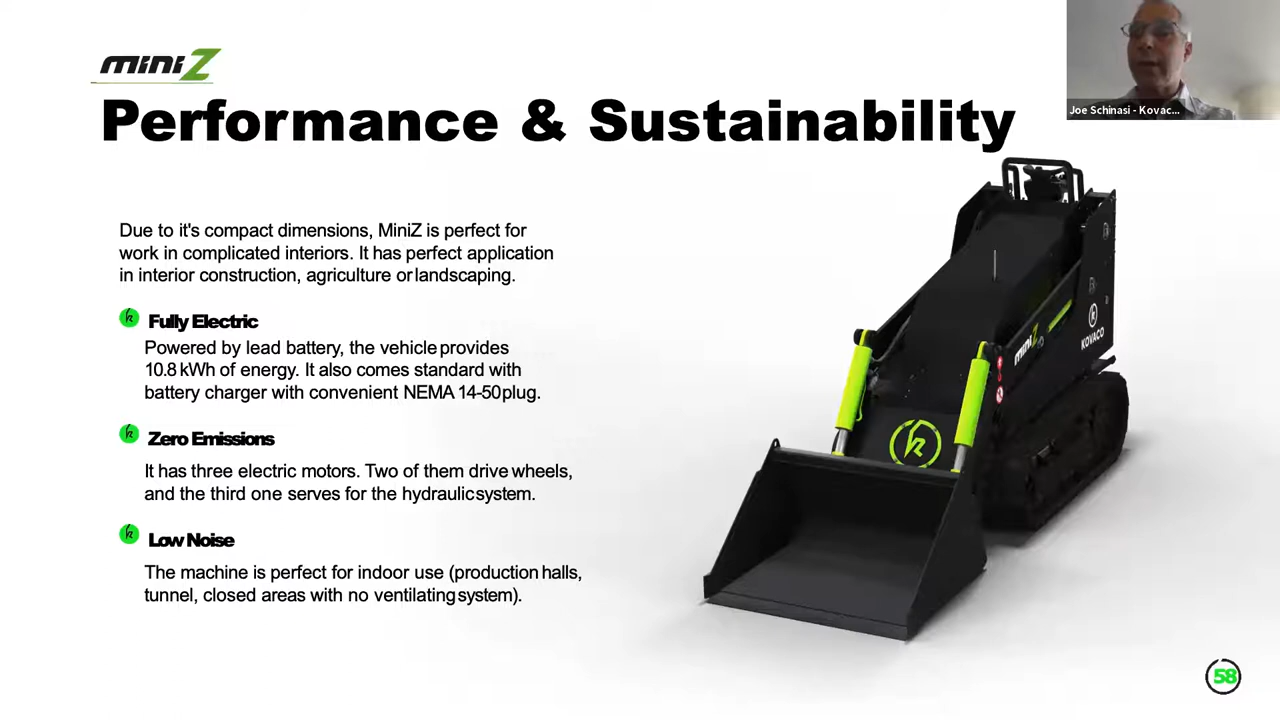 miniZ
Performance & Sustainability
Joe Schinasi - Kovac...
Due to it's compact dimensions, MiniZ is perfect for
work in complicated interiors. It has perfect application
in interior construction, agriculture or landscaping.
Fully Electric
Powered by lead battery, the vehicle provides
10.8 kWh of energy. It also comes standard with
battery charger with convenient NEMA 14-50 plug.
Zero Emissions
It has three electric motors. Two of them drive wheels,
and the third one serves for the hydraulic system.
Low Noise
The machine is perfect for indoor use (production halls,
tunnel, closed areas with no ventilating system).
miniZ
KOVACO
58